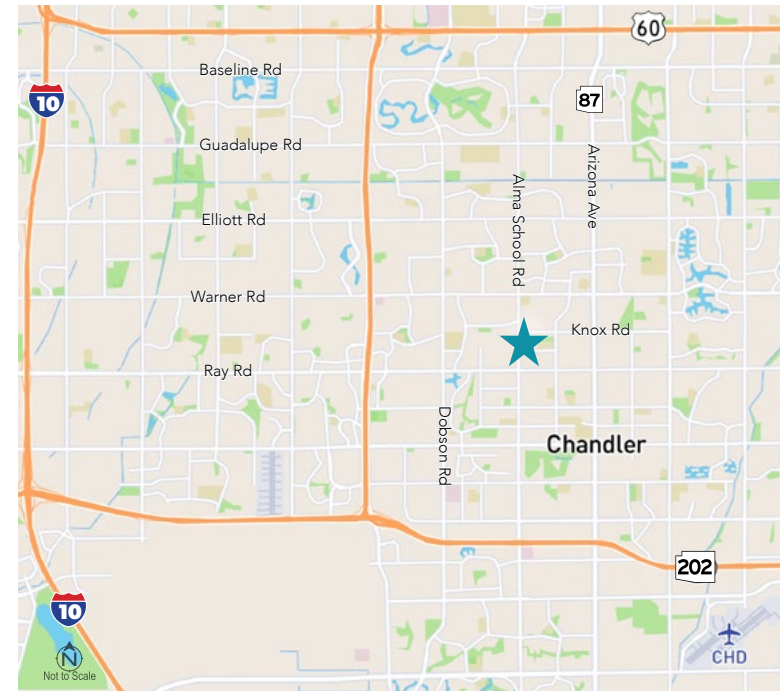 60
Baseline Rd
10
87
Guadalupe Rd
Arizona Ave
Alma School Rd
Elliott Rd
Warner Rd
Knox Rd
Ray Rd
Dobson Rd
Chandler
202
10
N
Not to Scale
CHD